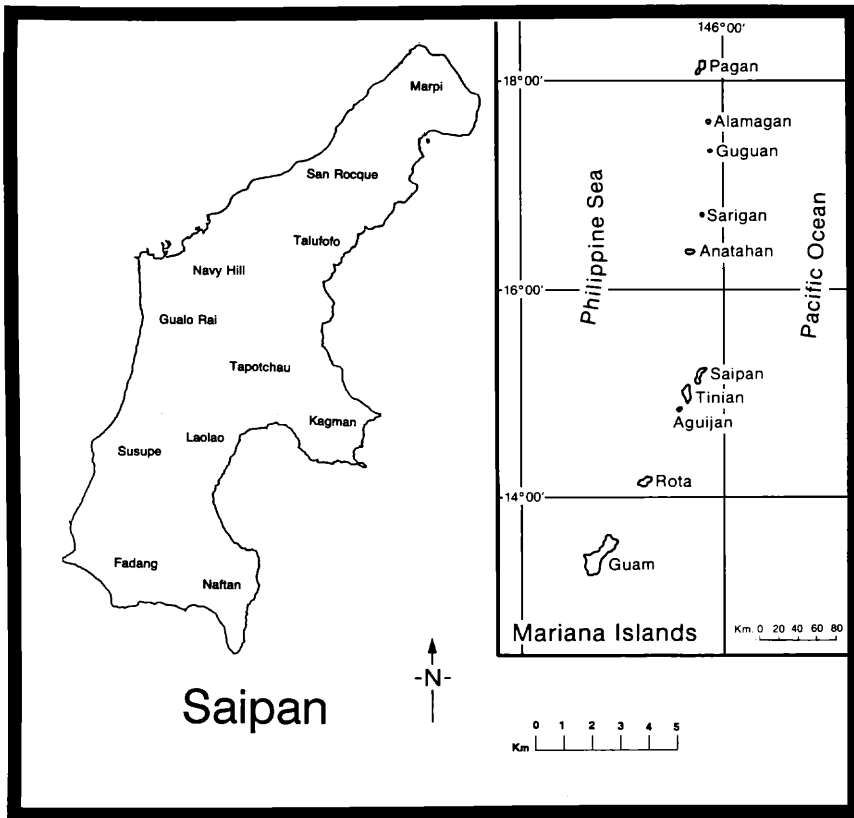 Marpi
San Rocque
Talufofo
Navy Hill
Gualo Rai
Tapotchau
Kagman
Laolao
Susupe
Fadang
Naftan
Saipan
-N-
Km
0 1 2 3 4 5
146°00'
18°00'
Pagan
Alamagan
Guguan
Sarigan
Anatahan
Philippine Sea
Pacific Ocean
16°00'
Saipan
Tinian
Aguijan
Rota
14°00'
Guam
Mariana Islands
Km. 0 20 40 60 80